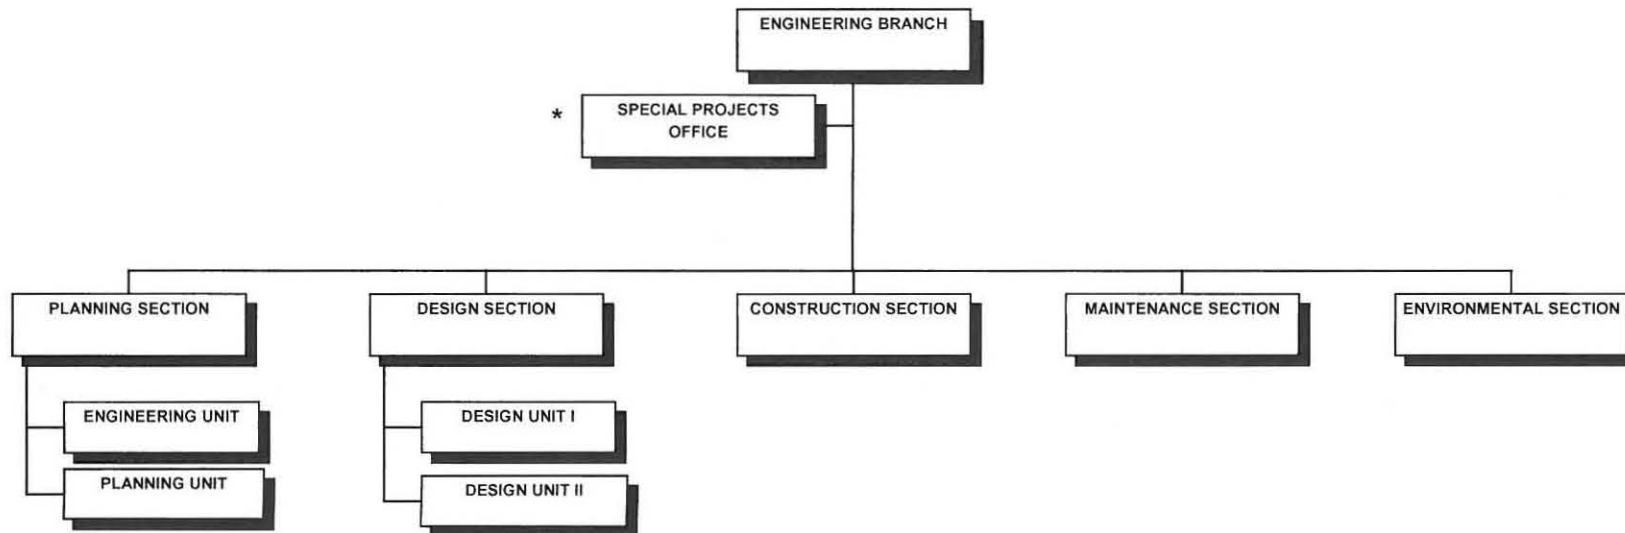 ENGINEERING BRANCH
*
SPECIAL PROJECTS
OFFICE
PLANNING SECTION
DESIGN SECTION
CONSTRUCTION SECTION
MAINTENANCE SECTION
ENVIRONMENTAL SECTION
ENGINEERING UNIT
DESIGN UNIT I
PLANNING UNIT
DESIGN UNIT II